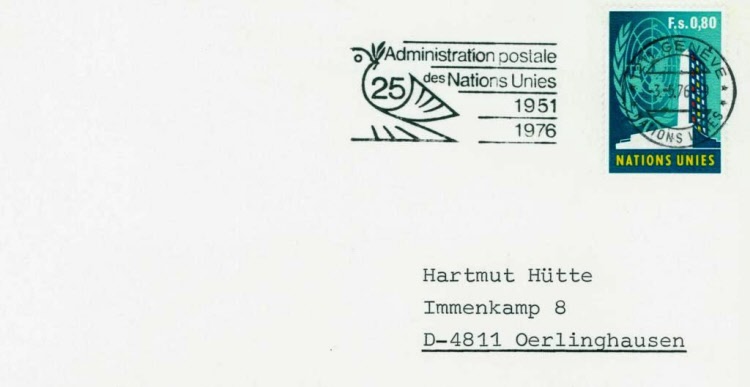 Administration postale
des Nations Unies
25
1951
1976
F.s. 0,80
GENÈVE
NATIONS UNIES
Hartmut Hütte
Immenkamp 8
D-4811 Oerlinghausen